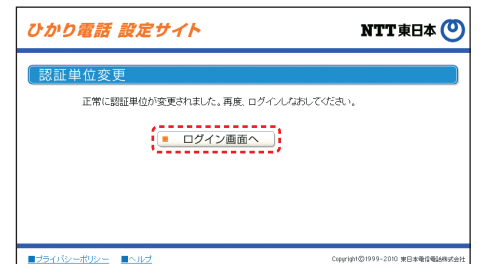 ひかり電話 設定サイト
NTT東日本
認証単位変更
正常に認証単位が変更されました。再度、ログインしなおしてください。
ログイン画面へ
■プライバシーポリシー ■ヘルプ
Copyright©1999-2010 東日本電信電話株式会社